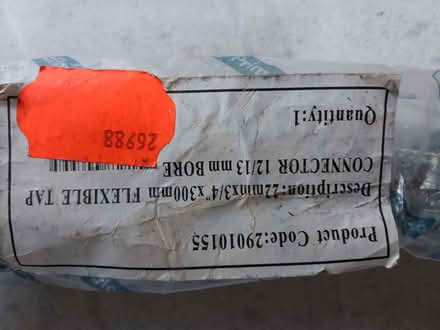 Product Code:29010155
Description:22mmx3/4"x300mm FLEXIBLE TAP
CONNECTOR 12/13 mm BORE
Quantity:1
26988